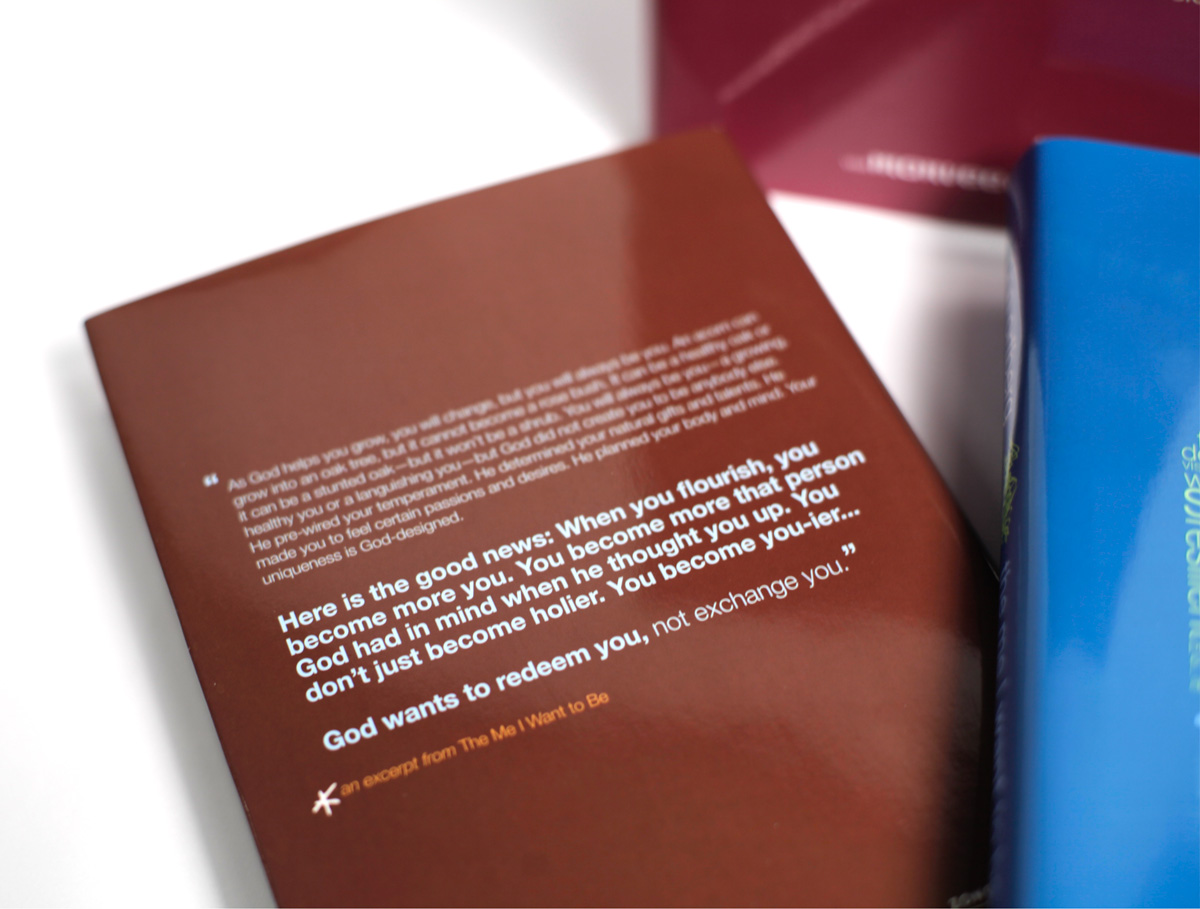 “ As God helps you grow, you will change, but you will always be you. An acorn can
grow into an oak tree, but it cannot become a rose bush. It can be a healthy oak or
it can be a stunted oak—but it won't be a shrub. You will always be you—a growing,
healthy you or a languishing you—but God did not create you to be anybody else.
He pre-wired your temperament. He determined your natural gifts and talents. He
made you to feel certain passions and desires. He planned your body and mind. Your
uniqueness is God-designed.
Here is the good news: When you flourish, you
become more you. You become more that person
God had in mind when he thought you up. You
don't just become holier. You become you-ier...
God wants to redeem you, not exchange you.”
an excerpt from The Me I Want to Be